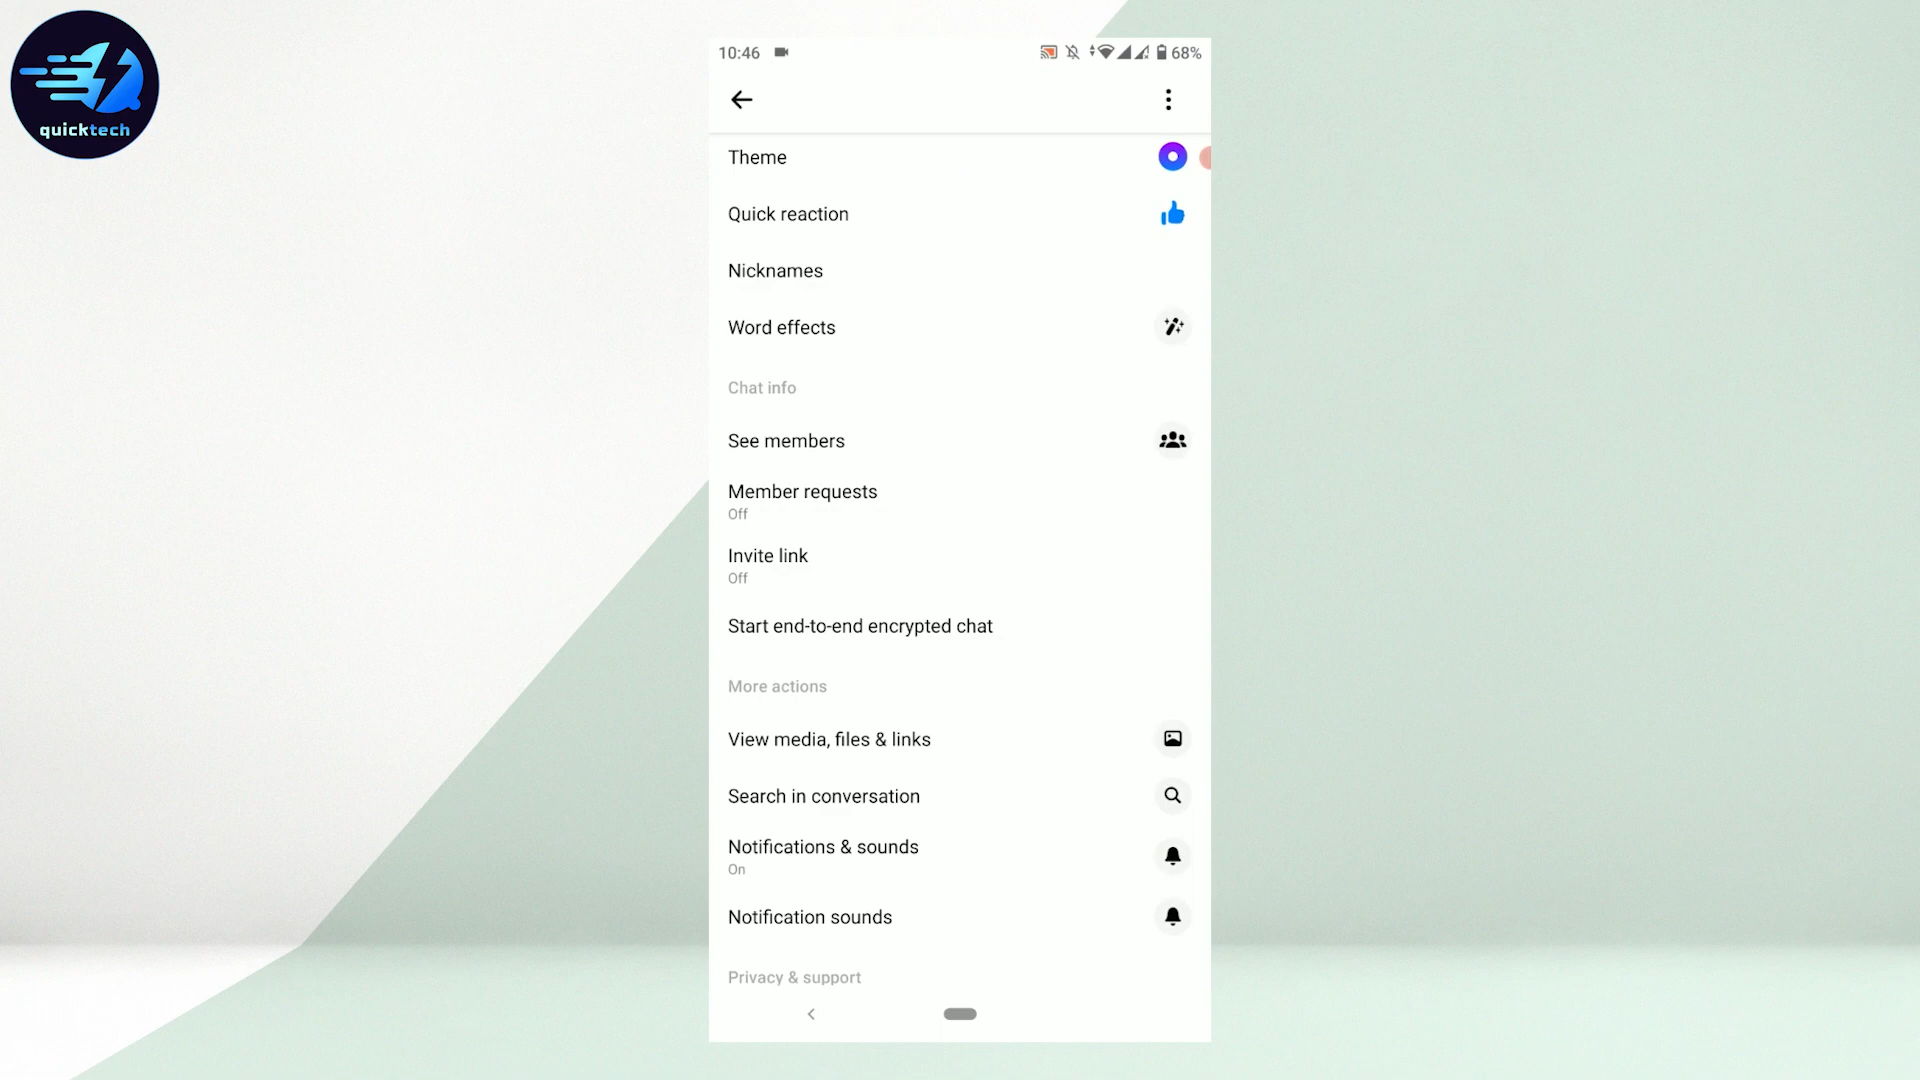 quicktech
10:46
68%
Theme
Quick reaction
Nicknames
Word effects
Chat info
See members
Member requests
Off
Invite link
Off
Start end-to-end encrypted chat
More actions
View media, files & links
Search in conversation
Notifications & sounds
On
Notification sounds
Privacy & support